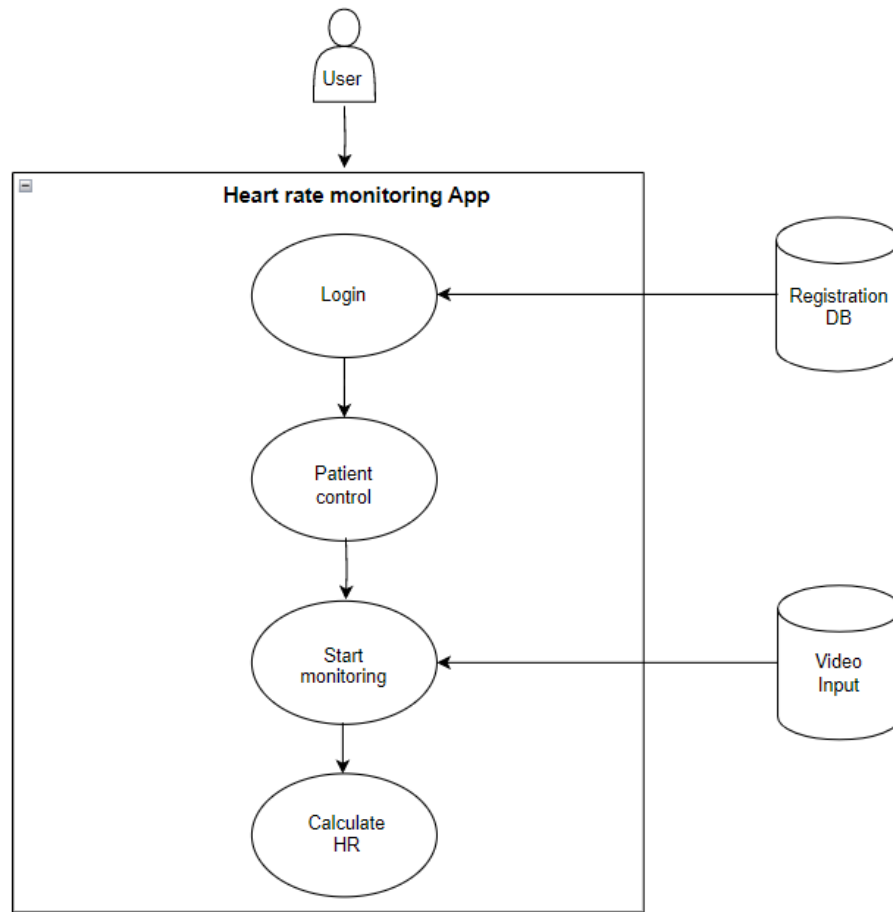 User
Heart rate monitoring App
Login
Registration
DB
Patient
control
Start
monitoring
Video
Input
Calculate
HR